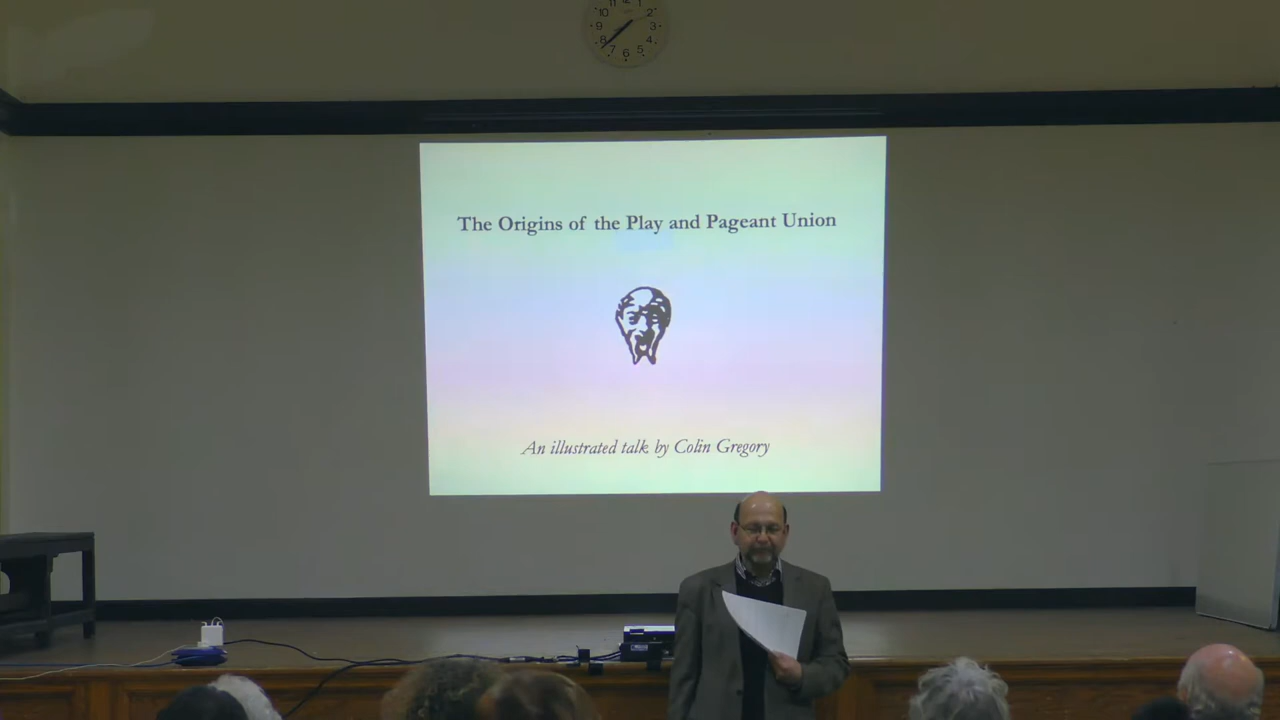 The Origins of the Play and Pageant Union
An illustrated talk by Colin Gregory